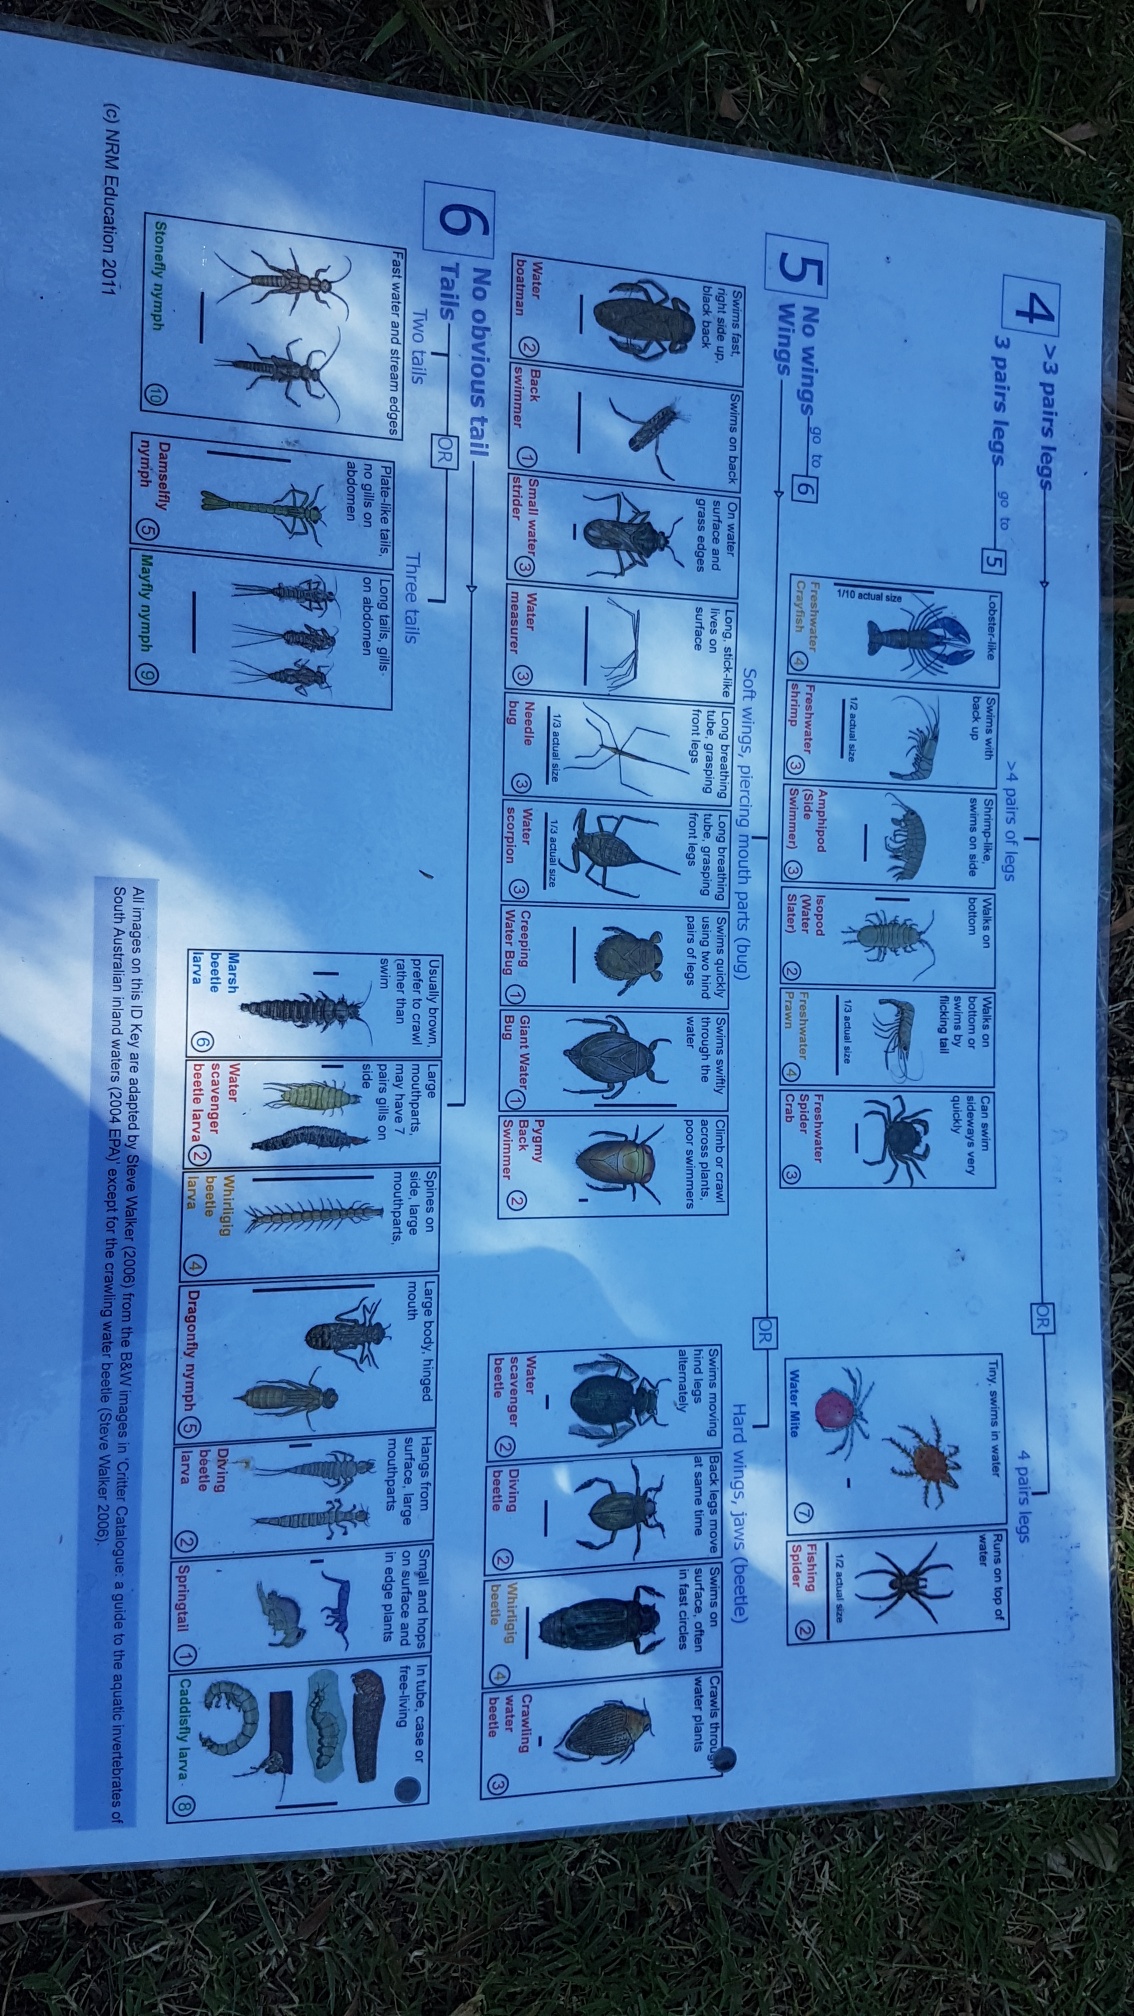 4
>3 pairs legs
3 pairs legs
go to
5
>4 pairs of legs
OR
4 pairs legs
Lobster-like
1/10 actual size
Freshwater
Crayfish
4
Swims with
back up
1/2 actual size
Freshwater
shrimp
3
Shrimp-like,
swims on side
Amphipod
(Side
Swimmer)
3
Walks on
bottom
Isopod
(Water
Slater)
2
Walks on
bottom or
swims by
flicking tail
1/3 actual size
Freshwater
Prawn
4
Can swim
sideways very
quickly
Freshwater
Spider
Crab
3
Tiny, swims in water
Water Mite
7
Runs on top of
water
1/2 actual size
Fishing
Spider
2
5
No wings
go to
6
Wings
Soft wings, piercing mouth parts (bug)
OR
Hard wings, jaws (beetle)
Swims fast,
right side up,
black back
Water
boatman
2
Swims on back
Back
swimmer
1
On water
surface and
grass edges
Small water
strider
3
Long, stick-like
lives on
surface
Water
measurer
3
Long breathing
tube, grasping
front legs
1/3 actual size
Needle
bug
3
Long breathing
tube, grasping
front legs
1/3 actual size
Water
scorpion
3
Swims quickly
using two hind
pairs of legs
Creeping
Water Bug
1
Swims swiftly
through the
water
Giant Water
Bug
1
Climb or crawl
across plants,
poor swimmers
Pygmy
Back
Swimmer
2
Swims moving
hind legs
alternately
Water
scavenger
beetle
2
Back legs move
at same time
Diving
beetle
2
Swims on
surface, often
in fast circles
Whirligig
beetle
4
Crawls through
water plants
Crawling
water
beetle
3
6
No obvious tail
Tails
Two tails
OR
Three tails
Fast water and stream edges
Stonefly nymph
10
Plate-like tails,
no gills on
abdomen
Damselfly
nymph
5
Long tails, gills
on abdomen
Mayfly nymph
9
Usually brown,
prefer to crawl
(rather than
swim
Marsh
beetle
larva
6
Large
mouthparts,
may have 7
pairs gills on
side
Water
scavenger
beetle larva
2
Spines on
side, large
mouthparts,
Whirligig
beetle
larva
4
Large body, hinged
mouth
Dragonfly nymph
5
Hangs from
surface, large
mouthparts
Diving
beetle
larva
2
Small and hops
on surface and
in edge plants
Springtail
1
In tube, case or
free-living
Caddisfly larva
8
(c) NRM Education 2011
All images on this ID Key are adapted by Steve Walker (2006) from the B&W images in 'Critter Catalogue: a guide to the aquatic invertebrates of
South Australian inland waters (2004 EPA)' except for the crawling water beetle (Steve Walker 2006).